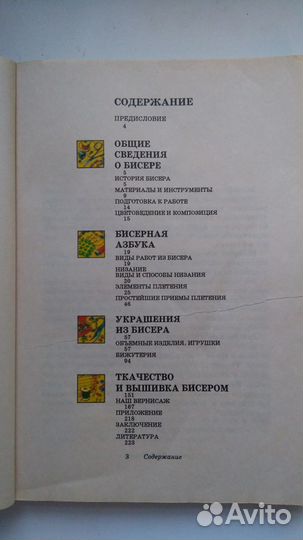 СОДЕРЖАНИЕ
ПРЕДИСЛОВИЕ
4
ОБЩИЕ
СВЕДЕНИЯ
О БИСЕРЕ
5
ИСТОРИЯ БИСЕРА
5
МАТЕРИАЛЫ И ИНСТРУМЕНТЫ
9
ПОДГОТОВКА К РАБОТЕ
14
ЦВЕТОВЕДЕНИЕ И КОМПОЗИЦИЯ
15
БИСЕРНАЯ
АЗБУКА
19
ВИДЫ РАБОТ ИЗ БИСЕРА
19
НИЗАНИЕ
ВИДЫ И СПОСОБЫ НИЗАНИЯ
20
ЭЛЕМЕНТЫ ПЛЕТЕНИЯ
25
ПРОСТЕЙШИЕ ПРИЕМЫ ПЛЕТЕНИЯ
46
УКРАШЕНИЯ
ИЗ БИСЕРА
57
ОБЪЕМНЫЕ ИЗДЕЛИЯ, ИГРУШКИ
57
БИЖУТЕРИЯ
94
ТКАЧЕСТВО
И ВЫШИВКА БИСЕРОМ
151
НАШ ВЕРНИСАЖ
167
ПРИЛОЖЕНИЕ
218
ЗАКЛЮЧЕНИЕ
222
ЛИТЕРАТУРА
223
3 Содержание
Avito